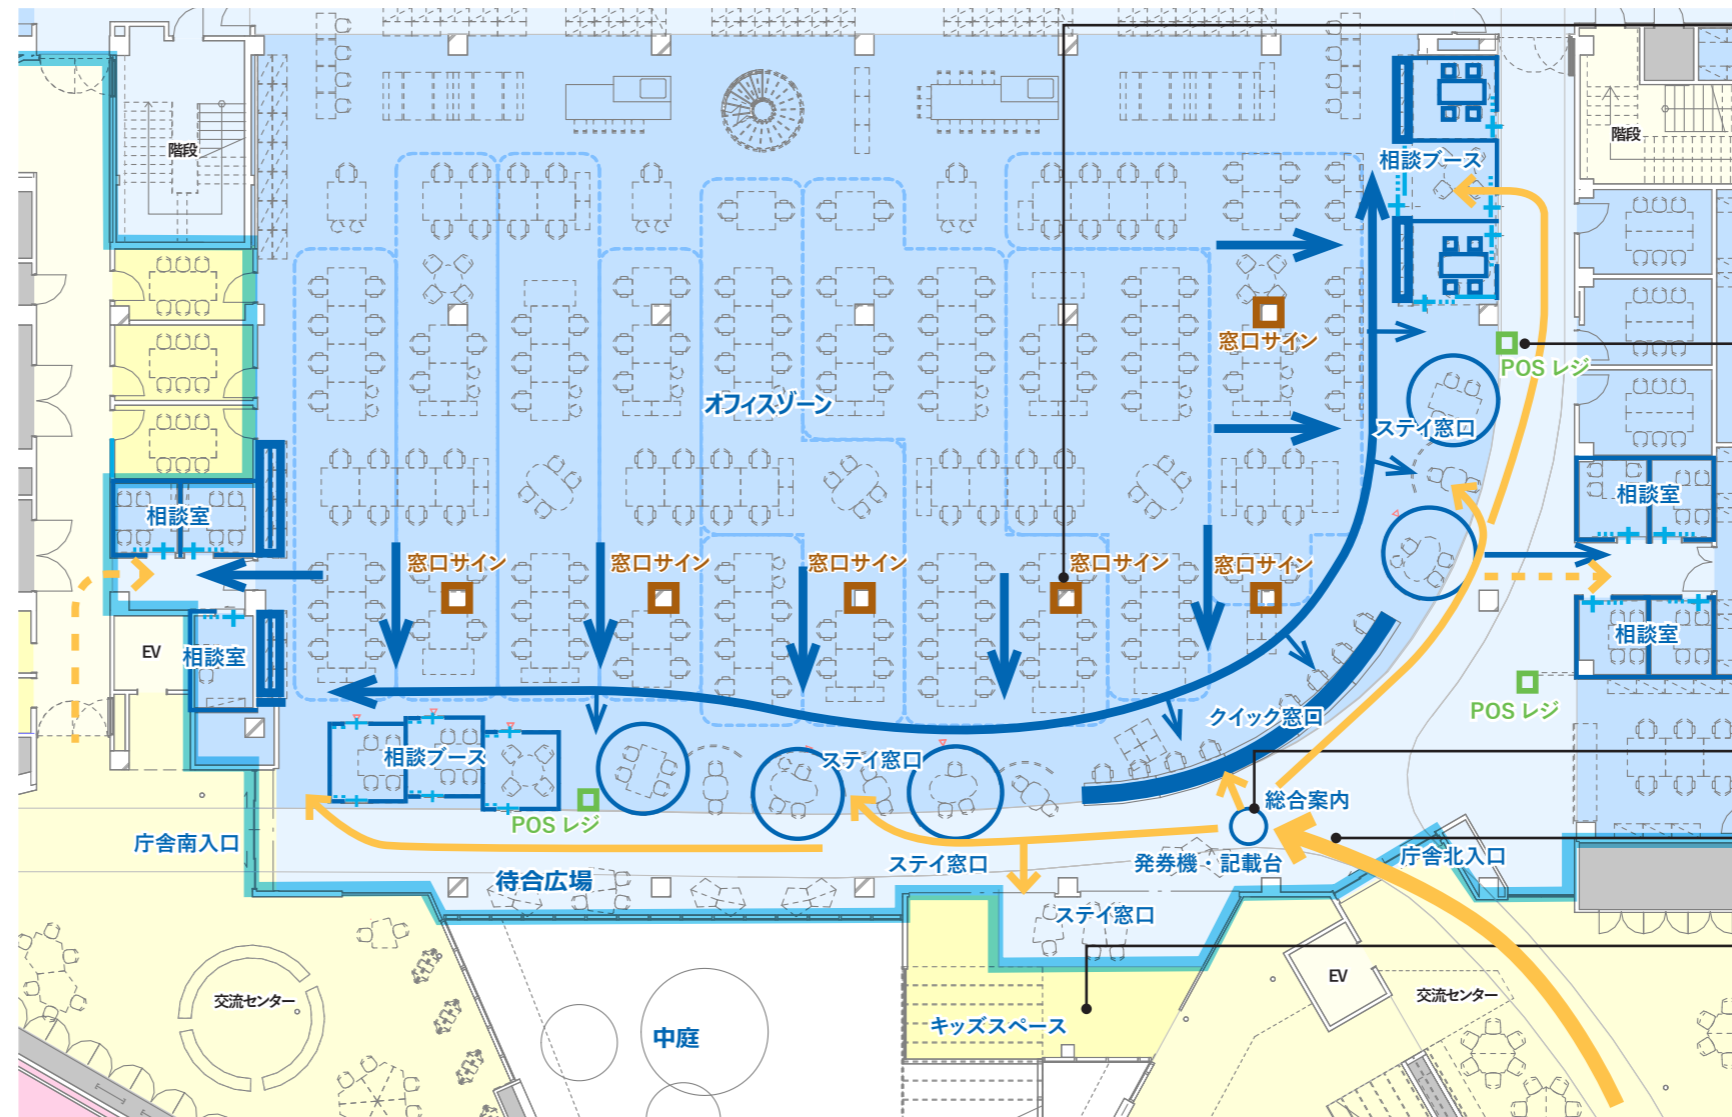 階段
階段
相談ブース
窓口サイン
POS レジ
オフィスゾーン
ステイ窓口
相談室
相談室
窓口サイン
窓口サイン
窓口サイン
窓口サイン
窓口サイン
EV
相談室
相談室
POS レジ
クイック窓口
相談ブース
ステイ窓口
総合案内
POS レジ
庁舎南入口
ステイ窓口
発券機・記載台
庁舎北入口
待合広場
ステイ窓口
EV
交流センター
交流センター
キッズスペース
中庭